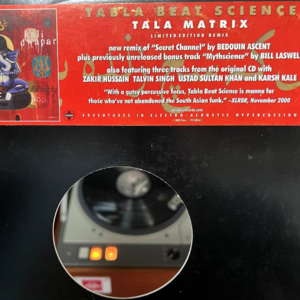 TABLA BEAT SCIENCE
TALA MATRIX
LIMITED EDITION REMIX
new remix of "Secret Channel" by BEDOUIN ASCENT
plus previously unreleased bonus track "Mythscience" by BILL LASWEL
also featuring three tracks from the original CD with
ZAKIR HUSSAIN TALVIN SINGH USTAD SULTAN KHAN and KARSH KALE
"With a gutsy percussive focus, Tabla Beat Science is manna for
those who've not abandoned the South Asian funk." —XLR8R, November 2000
ADVENTURES IN ELECTRO ACOUSTIC HYPERCUSSION